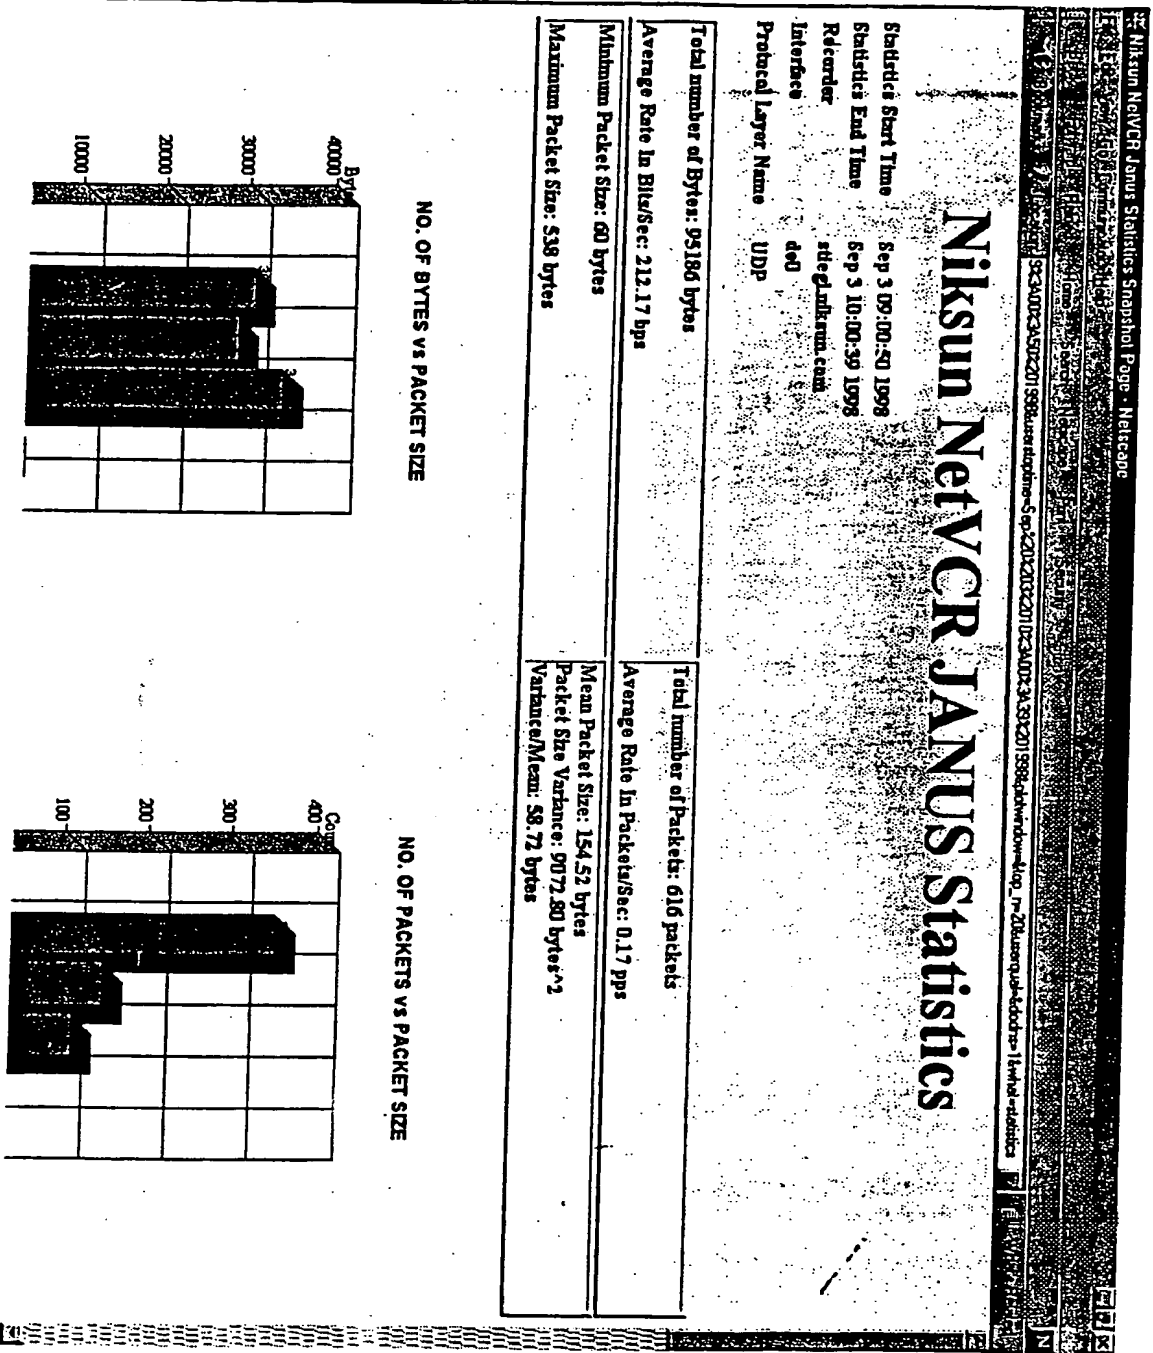 Niksun NetVCR Janus Statistics Snapshot Page - Netscape
Niksun NetVCR JANUS Statistics
Statistics Start Time Sep 3 09:00:50 1998
Statistics End Time Sep 3 10:00:39 1998
Recorder stiegl.niksun.com
Interface de0
Protocol Layer Name UDP
Total number of Bytes: 95186 bytes
Total number of Packets: 616 packets
Average Rate In Bits/Sec: 212.17 bps
Average Rate In Packets/Sec: 0.17 pps
Minimum Packet Size: 60 bytes
Maximum Packet Size: 538 bytes
Mean Packet Size: 154.52 bytes
Packet Size Variance: 9072.80 bytes^2
Variance/Mean: 58.72 bytes
NO. OF BYTES vs PACKET SIZE
40000
30000
20000
10000
NO. OF PACKETS vs PACKET SIZE
400
300
200
100